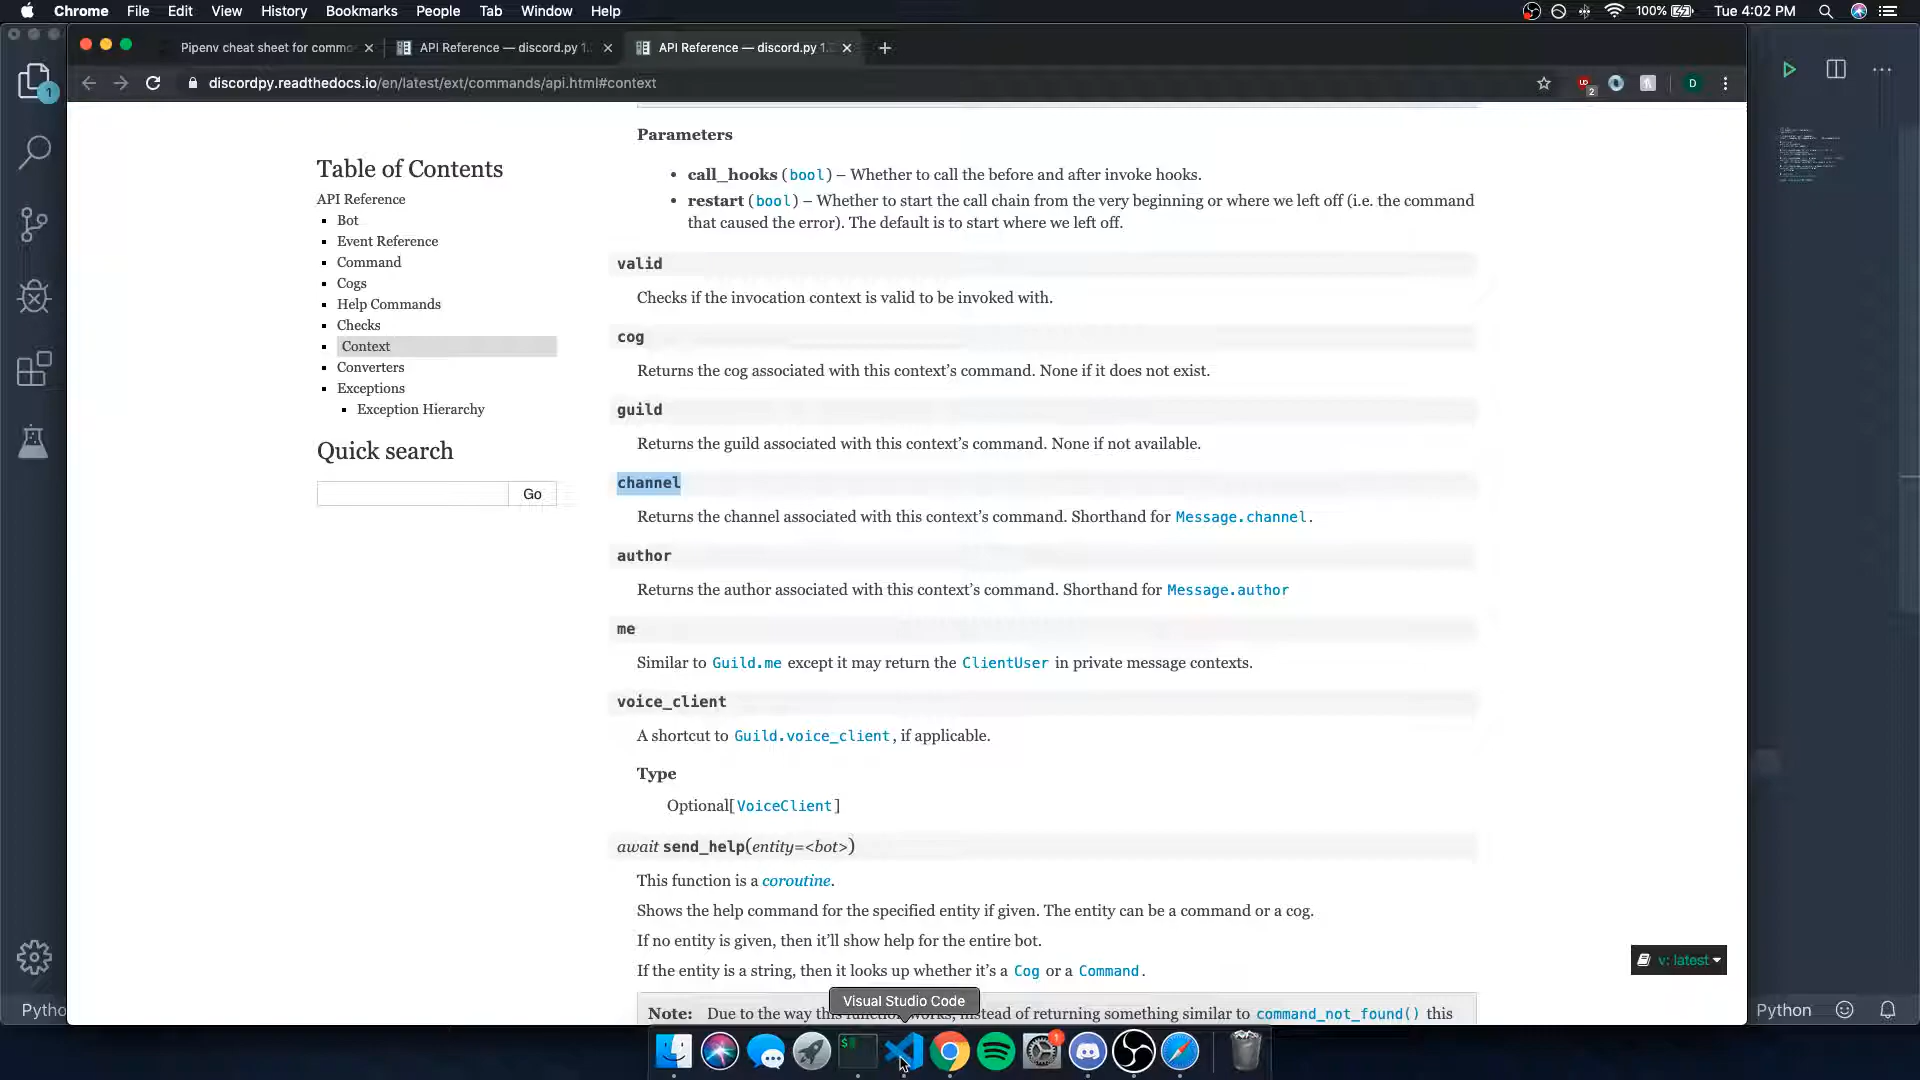 Chrome File Edit View History Bookmarks People Tab Window Help 100% Tue 4:02 PM
Pipenv cheat sheet for commo
API Reference — discord.py 1.
API Reference — discord.py 1.
discordpy.readthedocs.io/en/latest/ext/commands/api.html#context
2
D
1
Table of Contents
API Reference
Bot
Event Reference
Command
Cogs
Help Commands
Checks
Context
Converters
Exceptions
Exception Hierarchy
Quick search
Go
Parameters
call_hooks (bool) – Whether to call the before and after invoke hooks.
restart (bool) – Whether to start the call chain from the very beginning or where we left off (i.e. the command
that caused the error). The default is to start where we left off.
valid
Checks if the invocation context is valid to be invoked with.
cog
Returns the cog associated with this context’s command. None if it does not exist.
guild
Returns the guild associated with this context’s command. None if not available.
channel
Returns the channel associated with this context’s command. Shorthand for Message.channel.
author
Returns the author associated with this context’s command. Shorthand for Message.author
me
Similar to Guild.me except it may return the ClientUser in private message contexts.
voice_client
A shortcut to Guild.voice_client, if applicable.
Type
Optional[VoiceClient]
await send_help(entity=<bot>)
This function is a coroutine.
Shows the help command for the specified entity if given. The entity can be a command or a cog.
If no entity is given, then it’ll show help for the entire bot.
If the entity is a string, then it looks up whether it’s a Cog or a Command.
Note: Due to the way this function works, instead of returning something similar to command_not_found() this
v: latest
Visual Studio Code
Pytho
Python
$
1